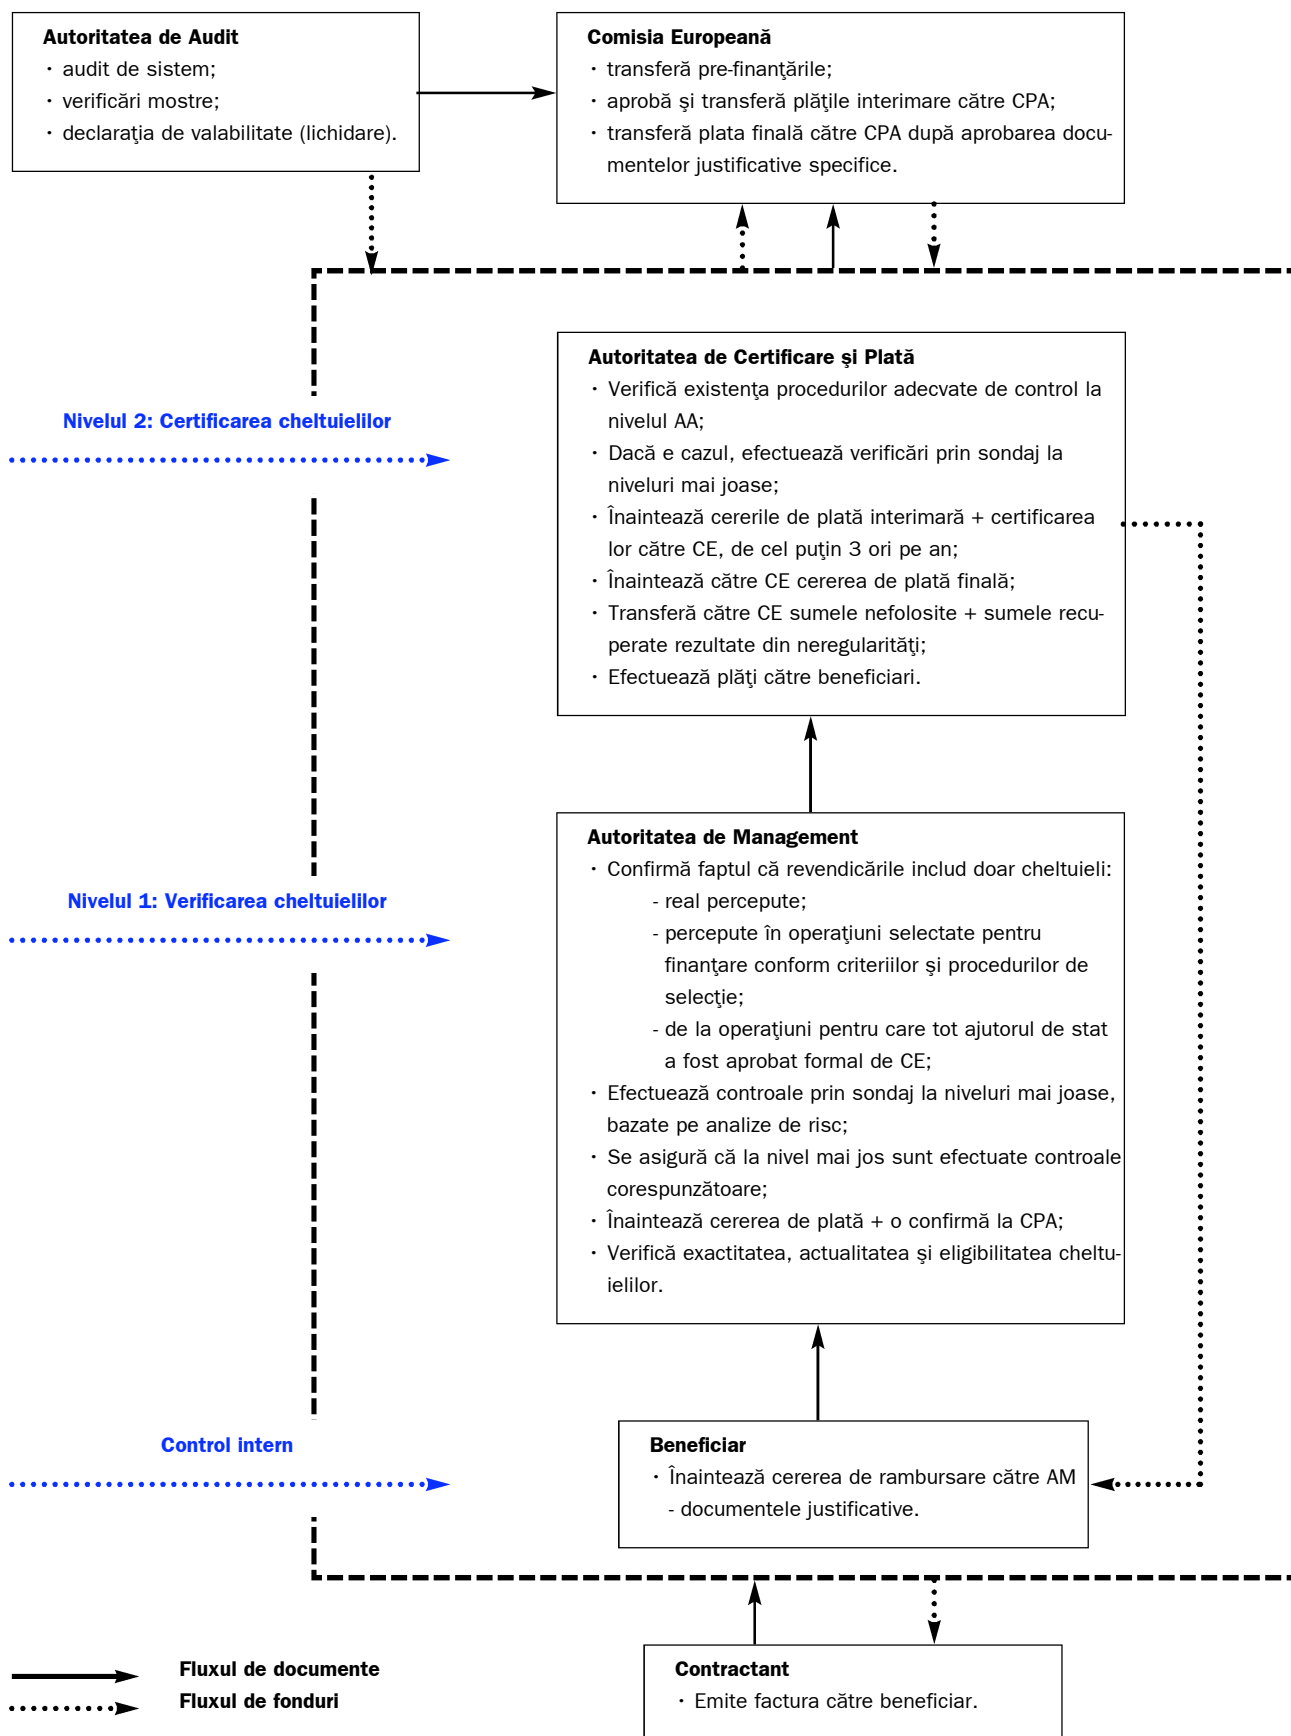 Autoritatea de Audit
· audit de sistem;
· verificări mostre;
· declaraţia de valabilitate (lichidare).
Comisia Europeană
· transferă pre-finanţările;
· aprobă şi transferă plăţile interimare către CPA;
· transferă plata finală către CPA după aprobarea docu-
mentelor justificative specifice.
Autoritatea de Certificare şi Plată
· Verifică existenţa procedurilor adecvate de control la
nivelul AA;
· Dacă e cazul, efectuează verificări prin sondaj la
niveluri mai joase;
· Înaintează cererile de plată interimară + certificarea
lor către CE, de cel puţin 3 ori pe an;
· Înaintează către CE cererea de plată finală;
· Transferă către CE sumele nefolosite + sumele recu-
perate rezultate din neregularităţi;
· Efectuează plăţi către beneficiari.
Nivelul 2: Certificarea cheltuielilor
Autoritatea de Management
· Confirmă faptul că revendicările includ doar cheltuieli:
- real percepute;
- percepute în operaţiuni selectate pentru
finanţare conform criteriilor şi procedurilor de
selecţie;
- de la operaţiuni pentru care tot ajutorul de stat
a fost aprobat formal de CE;
· Efectuează controale prin sondaj la niveluri mai joase,
bazate pe analize de risc;
· Se asigură că la nivel mai jos sunt efectuate controale
corespunzătoare;
· Înaintează cererea de plată + o confirmă la CPA;
· Verifică exactitatea, actualitatea şi eligibilitatea cheltu-
ielilor.
Nivelul 1: Verificarea cheltuielilor
Control intern
Beneficiar
· Înaintează cererea de rambursare către AM
- documentele justificative.
Contractant
· Emite factura către beneficiar.
Fluxul de documente
Fluxul de fonduri